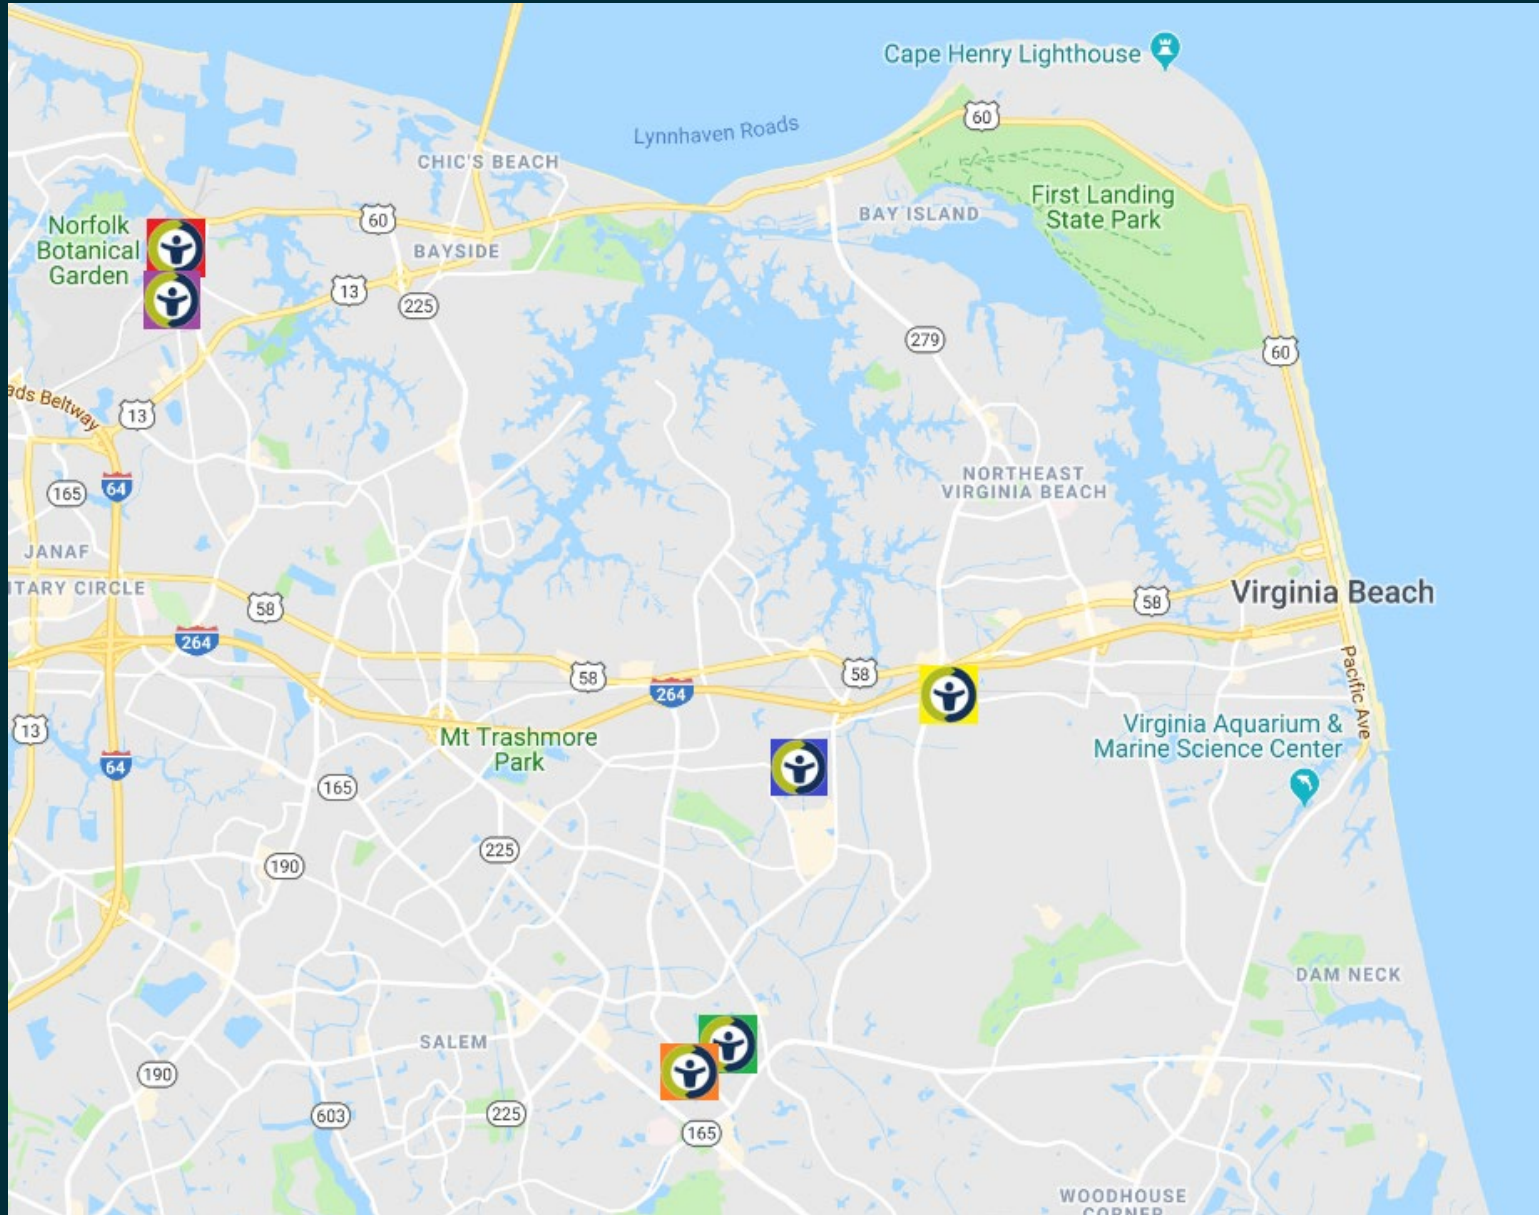 Cape Henry Lighthouse
60
Lynnhaven Roads
CHIC'S BEACH
First Landing
State Park
BAY ISLAND
Norfolk
Botanical
Garden
60
BAYSIDE
13
225
279
60
ads Beltway
13
64
165
NORTHEAST
VIRGINIA BEACH
JANAF
ITARY CIRCLE
58
58
Virginia Beach
264
58
264
58
Pacific Ave
13
Mt Trashmore
Park
Virginia Aquarium &
Marine Science Center
64
165
225
190
DAM NECK
SALEM
190
603
225
165
WOODHOUSE
CORNER